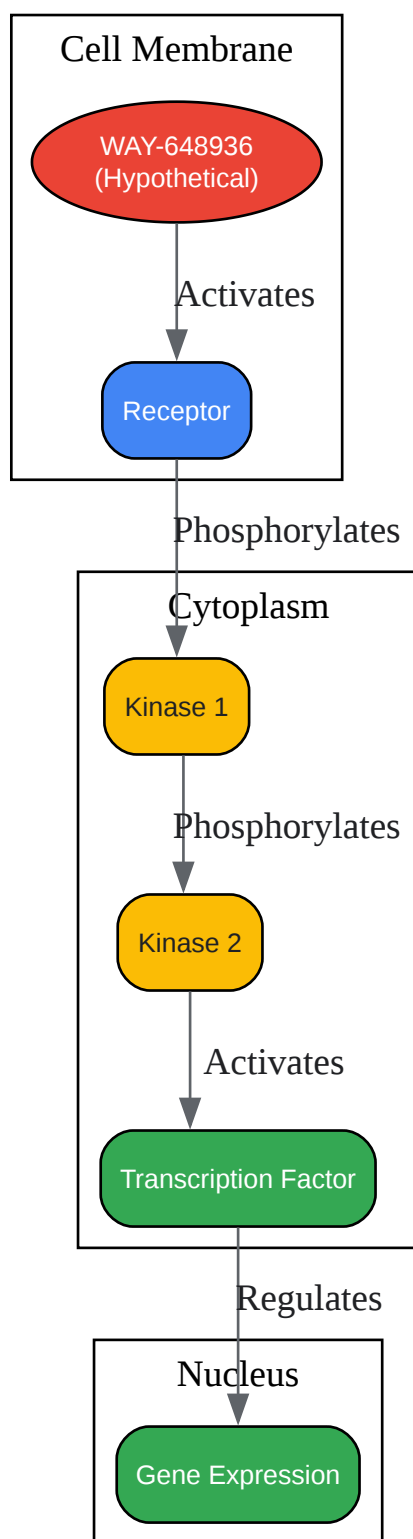 Cell Membrane
WAY-648936
(Hypothetical)
Activates
Receptor
Phosphorylates
Cytoplasm
Kinase 1
Phosphorylates
Kinase 2
Activates
Transcription Factor
Regulates
Nucleus
Gene Expression